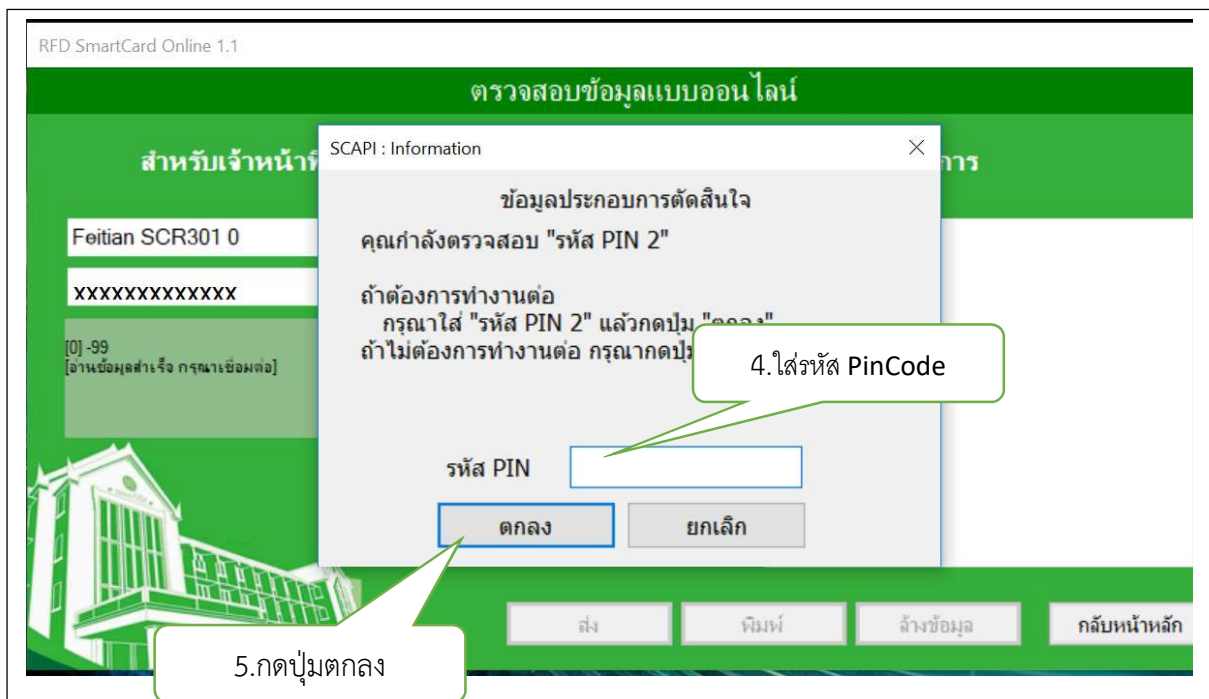 RFD SmartCard Online 1.1
ตรวจสอบข้อมูลแบบออนไลน์
สำหรับเจ้าหน้าที่
การ
SCAPI : Information
ข้อมูลประกอบการตัดสินใจ
Feitian SCR301 0
คุณกำลังตรวจสอบ "รหัส PIN 2"
xxxxxxxxxxxxx
ถ้าต้องการทำงานต่อ
กรุณาใส่ "รหัส PIN 2" แล้วกดปุ่ม "ตกลง"
ถ้าไม่ต้องการทำงานต่อ กรุณากดปุ่ม
[0] -99
[อ่านข้อมูลสำเร็จ กรุณาเชื่อมต่อ]
4.ใส่รหัส PinCode
รหัส PIN
ตกลง ยกเลิก
ส่ง พิมพ์ ล้างข้อมูล กลับหน้าหลัก
5.กดปุ่มตกลง